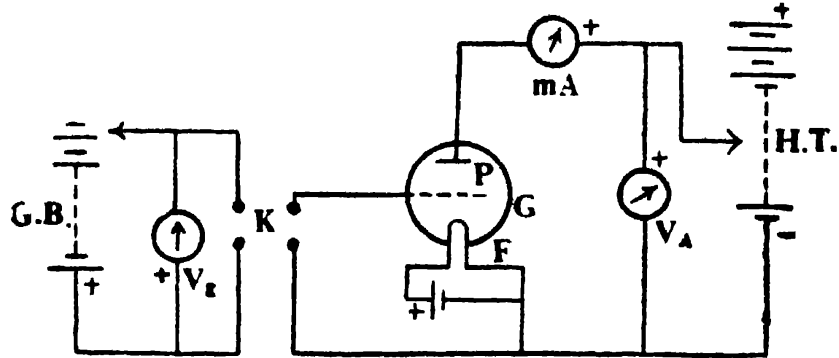 +
+
mA
P
H.T.
+
G.B.
K
G
+
V_g
V_A
F
+
+
-